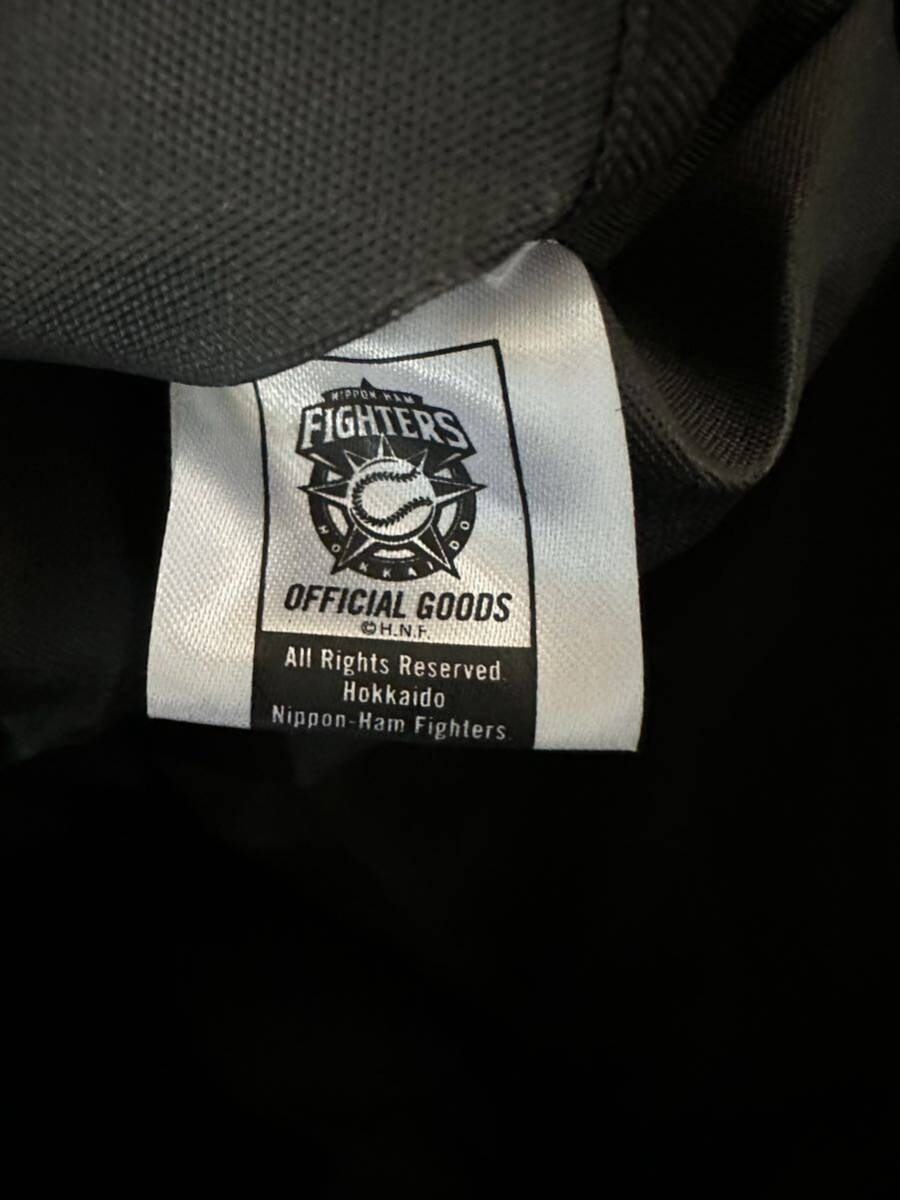 NIPPON-HAM
FIGHTERS
HOKKAIDO
OFFICIAL GOODS
©H.N.F.
All Rights Reserved.
Hokkaido
Nippon-Ham Fighters.